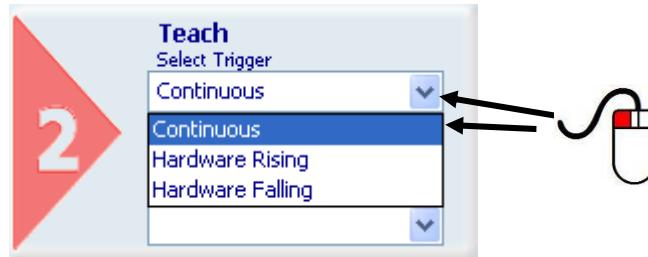 2
Teach
Select Trigger
Continuous
Continuous
Hardware Rising
Hardware Falling